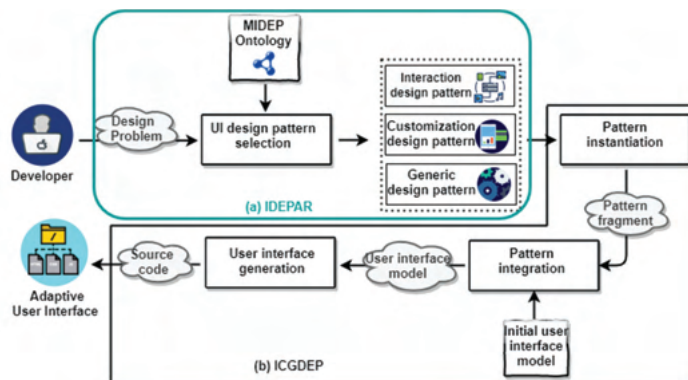 MIDEP
Ontology
Interaction
design pattern
Design
Problem
UI design pattern
selection
Customization
design pattern
Pattern
instantiation
Developer
Generic
design pattern
(a) IDEPAR
Pattern
fragment
Source
code
User interface
generation
User interface
model
Pattern
integration
Adaptive
User Interface
Initial user
interface
model
(b) ICGDEP